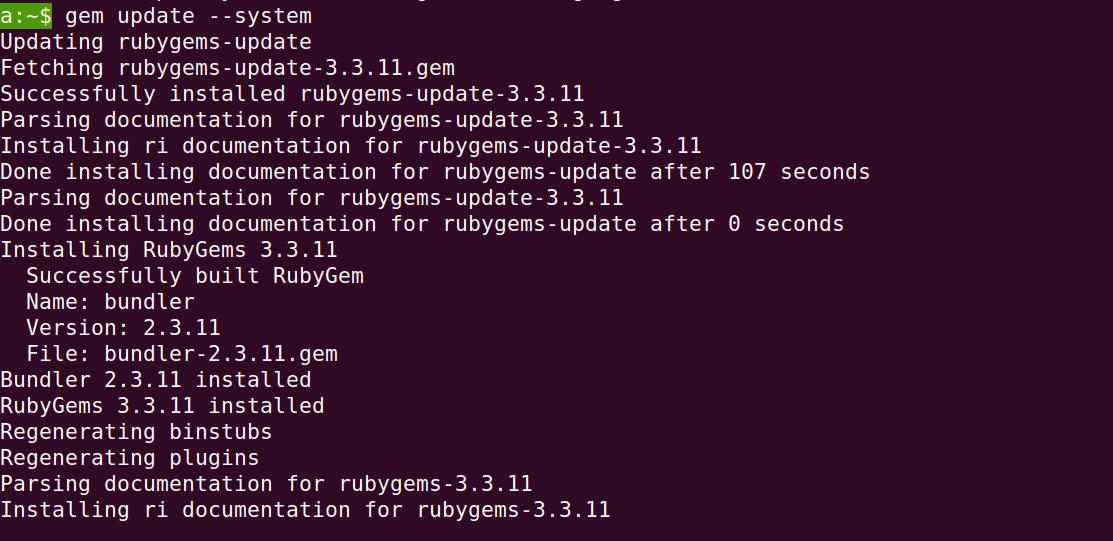 a:~$ gem update --system
Updating rubygems-update
Fetching rubygems-update-3.3.11.gem
Successfully installed rubygems-update-3.3.11
Parsing documentation for rubygems-update-3.3.11
Installing ri documentation for rubygems-update-3.3.11
Done installing documentation for rubygems-update after 107 seconds
Parsing documentation for rubygems-update-3.3.11
Done installing documentation for rubygems-update after 0 seconds
Installing RubyGems 3.3.11
  Successfully built RubyGem
  Name: bundler
  Version: 2.3.11
  File: bundler-2.3.11.gem
Bundler 2.3.11 installed
RubyGems 3.3.11 installed
Regenerating binstubs
Regenerating plugins
Parsing documentation for rubygems-3.3.11
Installing ri documentation for rubygems-3.3.11